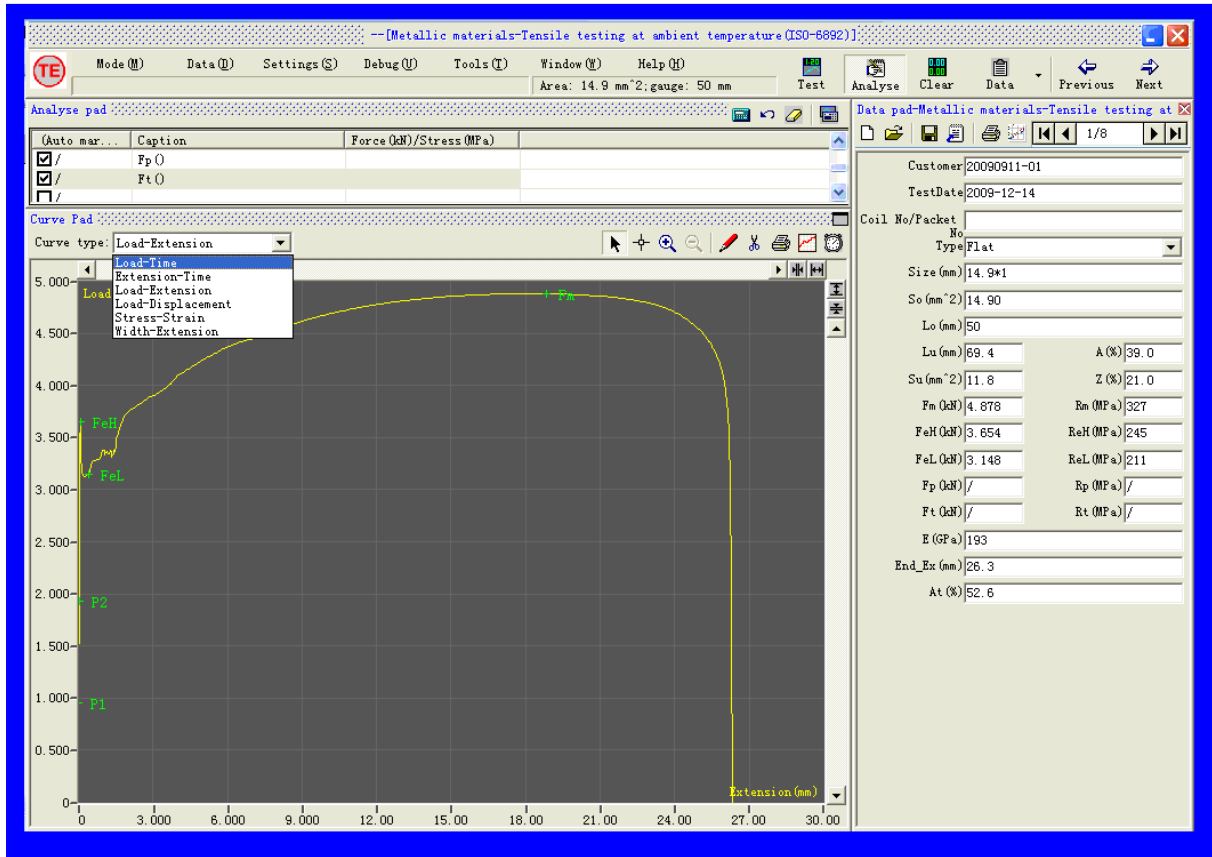 --[Metallic materials-Tensile testing at ambient temperature(ISO-6892)]
TE
Mode(M) Data(D) Settings(S) Debug(U) Tools(T) Window(W) Help(H)
Area: 14.9 mm^2;gauge: 50 mm
Test Analyse Clear Data Previous Next
Analyse pad
(Auto mar... Caption Force(kN)/Stress(MPa)
/ Fp()
/ Ft()
/
Curve Pad
Curve type: Load-Extension
Load-Time
Extension-Time
Load-Extension
Load-Displacement
Stress-Strain
Width-Extension
Load
5.000
4.500
4.000
3.500
3.000
2.500
2.000
1.500
1.000
0.500
0
Fm
FeH
FeL
P2
P1
Extension(mm)
0 3.000 6.000 9.000 12.00 15.00 18.00 21.00 24.00 27.00 30.00
Data pad-Metallic materials-Tensile testing at
1/8
Customer 20090911-01
TestDate 2009-12-14
Coil No/Packet
No
Type Flat
Size(mm) 14.9*1
So(mm^2) 14.90
Lo(mm) 50
Lu(mm) 69.4 A(%) 39.0
Su(mm^2) 11.8 Z(%) 21.0
Fm(kN) 4.878 Rm(MPa) 327
FeH(kN) 3.654 ReH(MPa) 245
FeL(kN) 3.148 ReL(MPa) 211
Fp(kN) / Rp(MPa) /
Ft(kN) / Rt(MPa) /
E(GPa) 193
End_Ex(mm) 26.3
At(%) 52.6